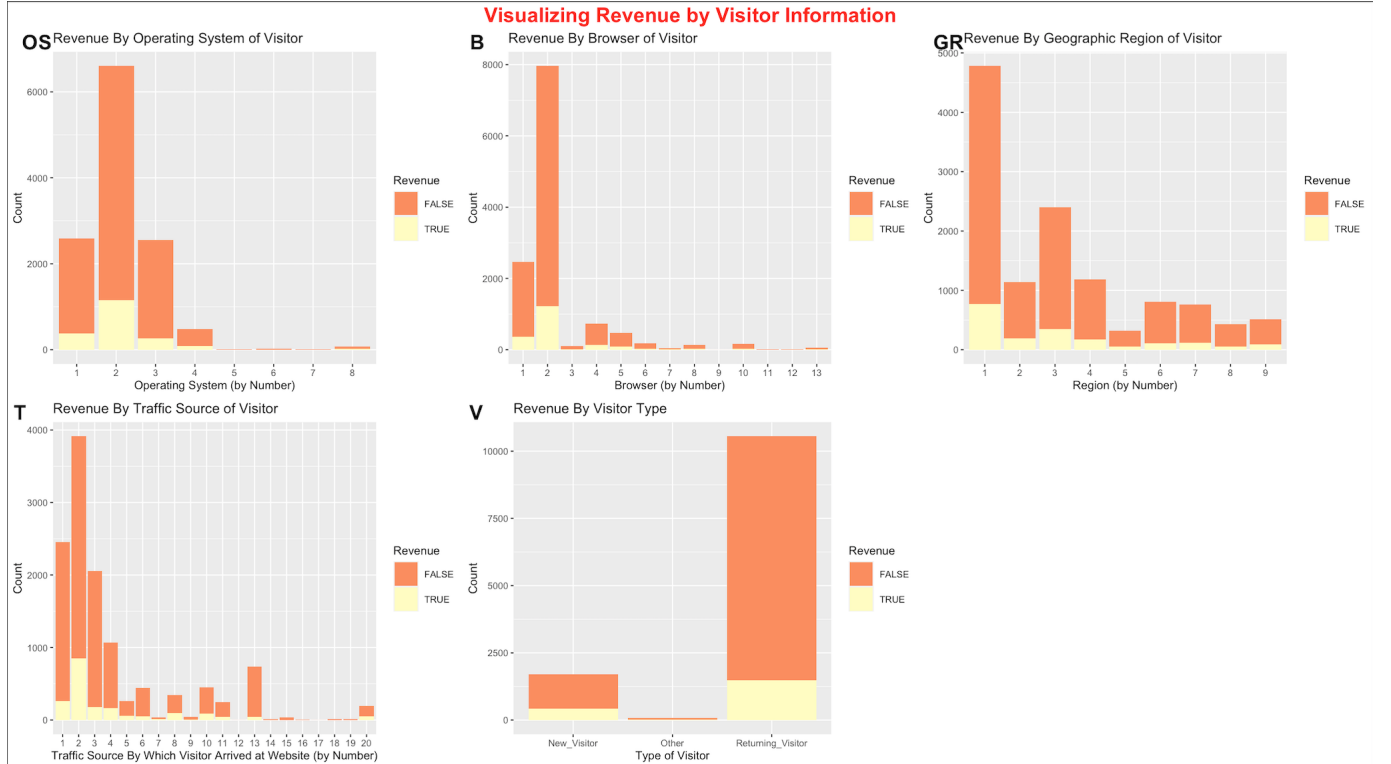 Visualizing Revenue by Visitor Information
OS
Revenue By Operating System of Visitor
6000
4000
2000
0
Count
1 2 3 4 5 6 7 8
Operating System (by Number)
Revenue
FALSE
TRUE
B
Revenue By Browser of Visitor
8000
6000
4000
2000
0
Count
1 2 3 4 5 6 7 8 9 10 11 12 13
Browser (by Number)
Revenue
FALSE
TRUE
GR
Revenue By Geographic Region of Visitor
5000
4000
3000
2000
1000
0
Count
1 2 3 4 5 6 7 8 9
Region (by Number)
Revenue
FALSE
TRUE
T
Revenue By Traffic Source of Visitor
4000
3000
2000
1000
0
Count
1 2 3 4 5 6 7 8 9 10 11 12 13 14 15 16 17 18 19 20
Traffic Source By Which Visitor Arrived at Website (by Number)
Revenue
FALSE
TRUE
V
Revenue By Visitor Type
10000
7500
5000
2500
0
Count
New_Visitor Other Returning_Visitor
Type of Visitor
Revenue
FALSE
TRUE